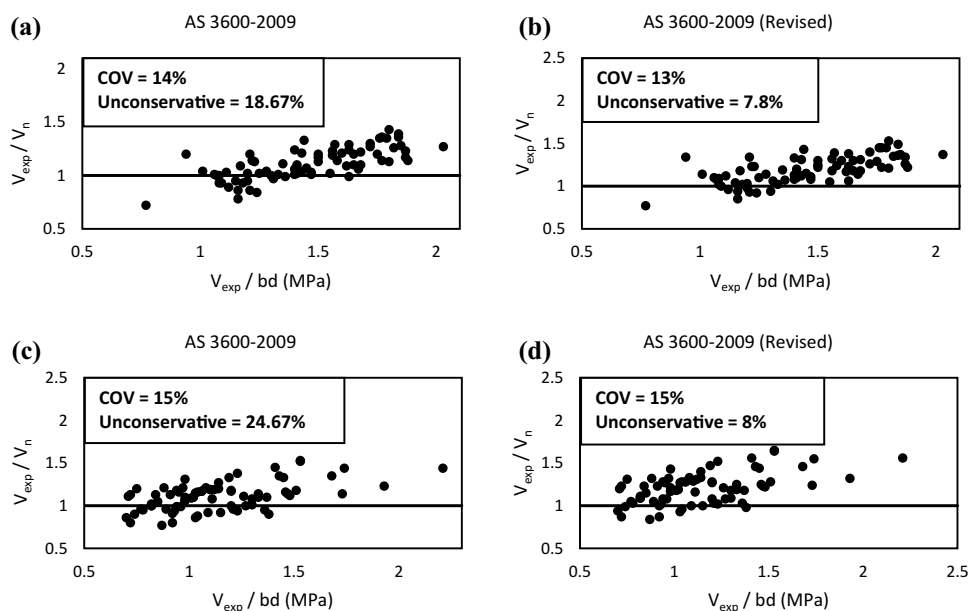 (a)
AS 3600-2009
COV = 14%
Unconservative = 18.67%
2
1.5
1
0.5
V_exp / V_n
0.5
1
1.5
2
V_exp / bd (MPa)
(b)
AS 3600-2009 (Revised)
COV = 13%
Unconservative = 7.8%
2.5
2
1.5
1
0.5
V_exp / V_n
0.5
1
1.5
2
V_exp / bd (MPa)
(c)
AS 3600-2009
COV = 15%
Unconservative = 24.67%
2.5
2
1.5
1
0.5
V_exp / V_n
0.5
1
1.5
2
V_exp / bd (MPa)
(d)
AS 3600-2009 (Revised)
COV = 15%
Unconservative = 8%
2.5
2
1.5
1
0.5
V_exp / V_n
0.5
1
1.5
2
2.5
V_exp / bd (MPa)